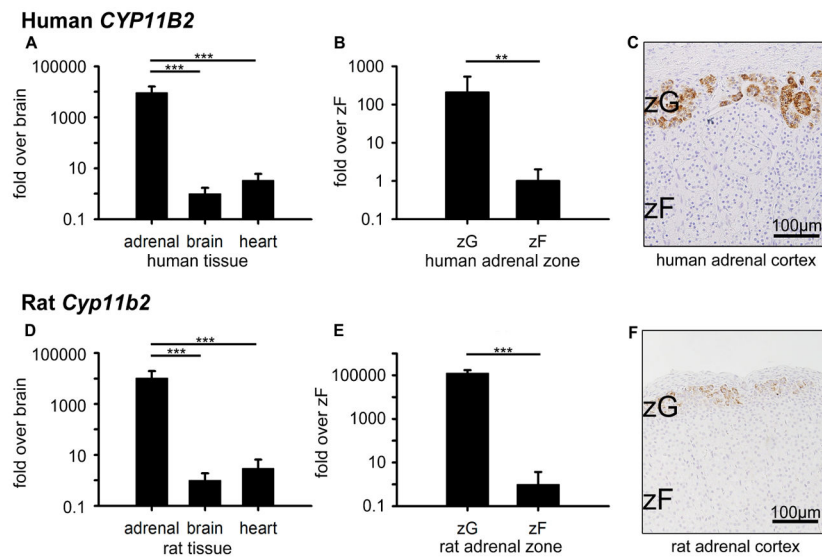 Human CYP11B2
A
***
***
100000
1000
10
0.1
fold over brain
adrenal brain heart
human tissue
B
**
1000
100
10
1
0.1
fold over zF
zG zF
human adrenal zone
C
zG
zF
100µm
human adrenal cortex
Rat Cyp11b2
D
***
***
100000
1000
10
0.1
fold over brain
adrenal brain heart
rat tissue
E
***
100000
1000
10
0.1
fold over zF
zG zF
rat adrenal zone
F
zG
zF
100µm
rat adrenal cortex